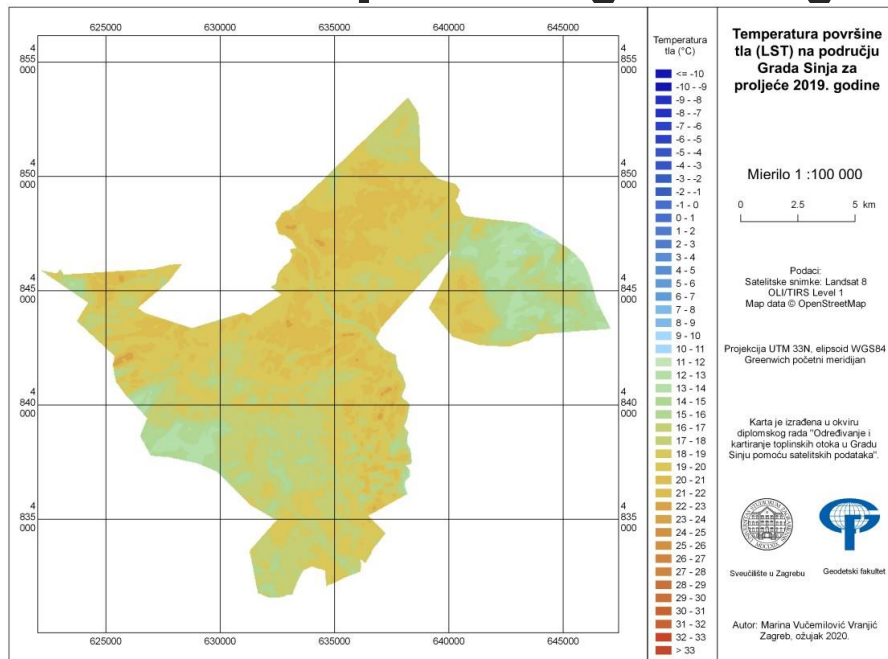 625000 630000 635000 640000 645000
4
855
000
4
850
000
4
845
000
4
840
000
4
835
000
625000 630000 635000 640000 645000
Temperatura
tla (°C)
<= -10
-10 - -9
-9 - -8
-8 - -7
-7 - -6
-6 - -5
-5 - -4
-4 - -3
-3 - -2
-2 - -1
-1 - 0
0 - 1
1 - 2
2 - 3
3 - 4
4 - 5
5 - 6
6 - 7
7 - 8
8 - 9
9 - 10
10 - 11
11 - 12
12 - 13
13 - 14
14 - 15
15 - 16
16 - 17
17 - 18
18 - 19
19 - 20
20 - 21
21 - 22
22 - 23
23 - 24
24 - 25
25 - 26
26 - 27
27 - 28
28 - 29
29 - 30
30 - 31
31 - 32
32 - 33
> 33
Temperatura površine
tla (LST) na području
Grada Sinja za
proljeće 2019. godine
Mierilo 1 :100 000
0 2.5 5 km
Podaci:
Satelitske snimke: Landsat 8
OLI/TIRS Level 1
Map data © OpenStreetMap
Projekcija UTM 33N, elipsoid WGS84
Greenwich početni meridijan
Karta je izrađena u okviru
diplomskog rada "Određivanje i
kartiranje toplinskih otoka u Gradu
Sinju pomoću satelitskih podataka".
Sveučilište u Zagrebu Geodetski fakultet
Autor: Marina Vučemilović Vranjić
Zagreb, ožujak 2020.